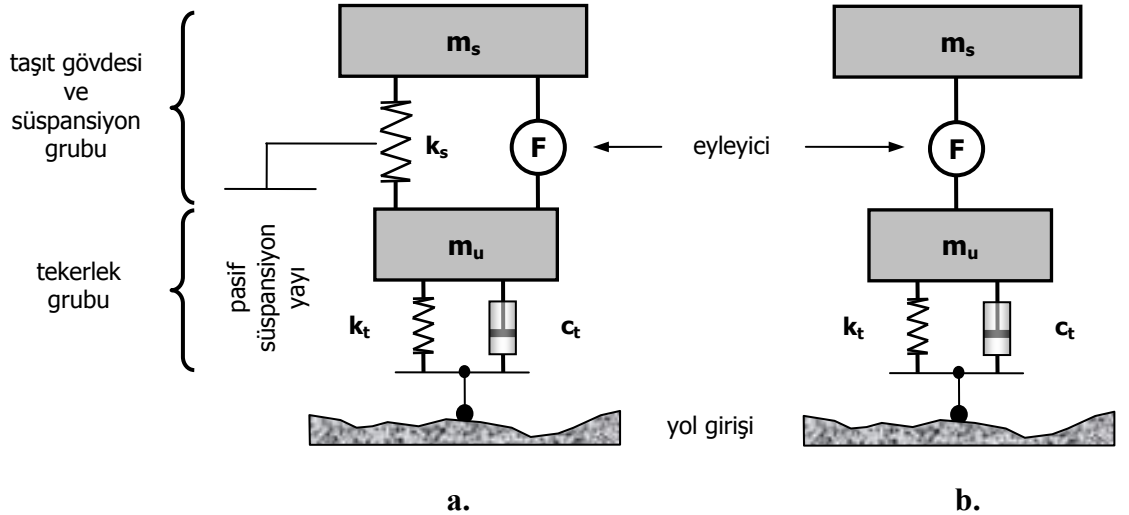 taşıt gövdesi
ve
süspansiyon
grubu
tekerlek
grubu
pasif
süspansiyon
yayı
m_s
k_s
F
m_u
k_t
c_t
eyleyici
yol girişi
m_s
F
m_u
k_t
c_t
a.
b.